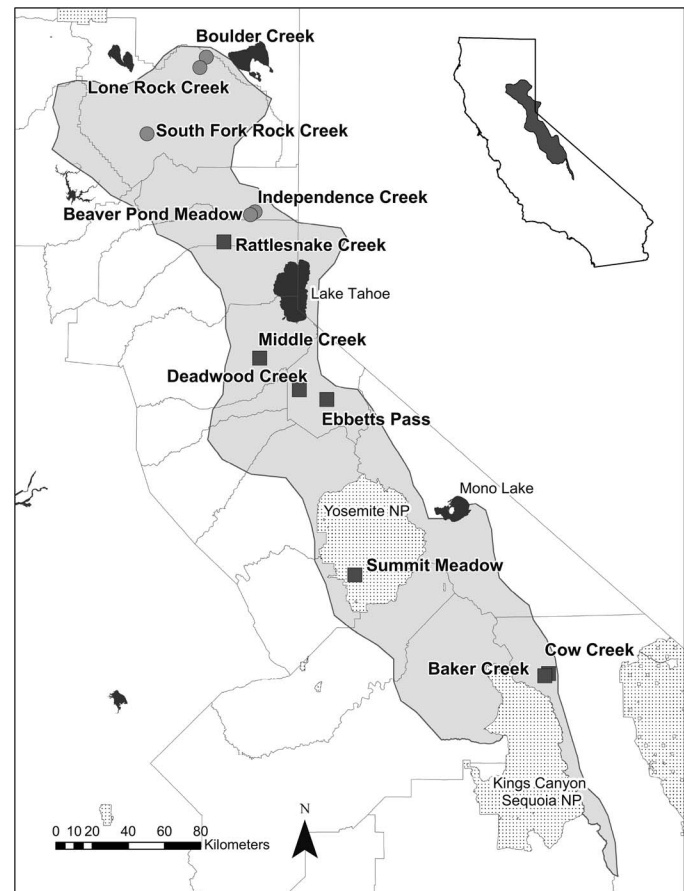 Boulder Creek
Lone Rock Creek
South Fork Rock Creek
Independence Creek
Beaver Pond Meadow
Rattlesnake Creek
Lake Tahoe
Middle Creek
Deadwood Creek
Ebbetts Pass
Mono Lake
Yosemite NP
Summit Meadow
Cow Creek
Baker Creek
Kings Canyon
Sequoia NP
N
0 10 20 40 60 80
Kilometers